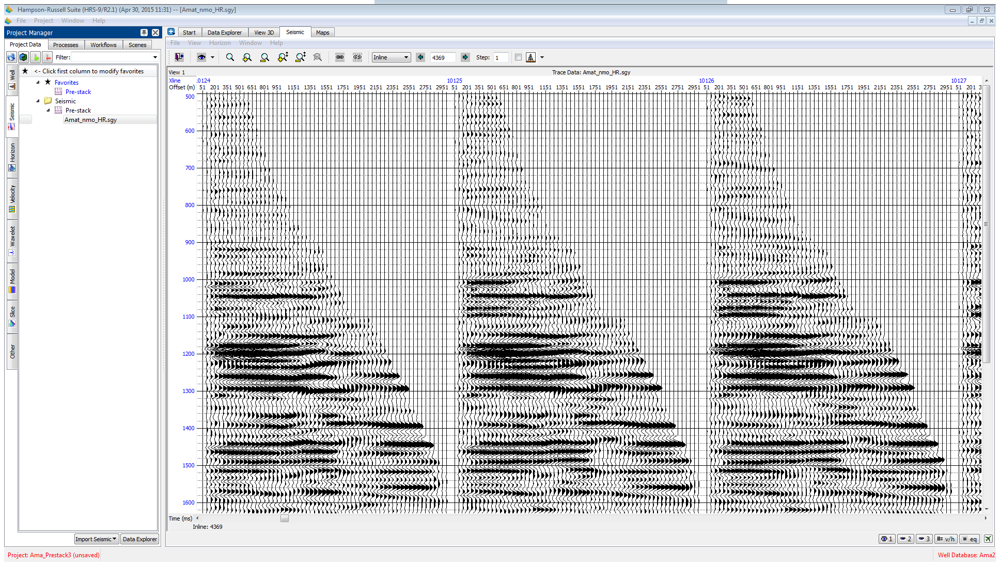 Hampson-Russell Suite (HRS-9/R2.1) (Apr 30, 2015 11:31) -- [Amat_nmo_HR.sgy]
File Project Window Help
Project Manager
Project Data Processes Workflows Scenes
Filter:
<- Click first column to modify favorites
Favorites
Pre-stack
Seismic
Pre-stack
Amat_nmo_HR.sgy
Well
Seismic
Horizon
Velocity
Wavelet
Model
Slice
Other
Import Seismic Data Explorer
Start Data Explorer View 3D Seismic Maps
File View Horizon Window Help
Inline 4369 Step: 1
View 1 Trace Data: Amat_nmo_HR.sgy
Xline .0124 10125 10126 10127
Offset (m) 51 201 351 501 651 801 951 1151 1351 1551 1751 1951 2151 2351 2551 2751 2951 51 201 351 501 651 801 951 1151 1351 1551 1751 1951 2151 2351 2551 2751 2951 51 201 351 501 651 801 951 1151 1351 1551 1751 1951 2151 2351 2551 2751 2951 51 201 3
500
600
700
800
900
1000
1100
1200
1300
1400
1500
1600
Time (ms)
Inline: 4369
1 2 3 v/h = eq
Project: Ama_Prestack3 (unsaved) Well Database: Ama2